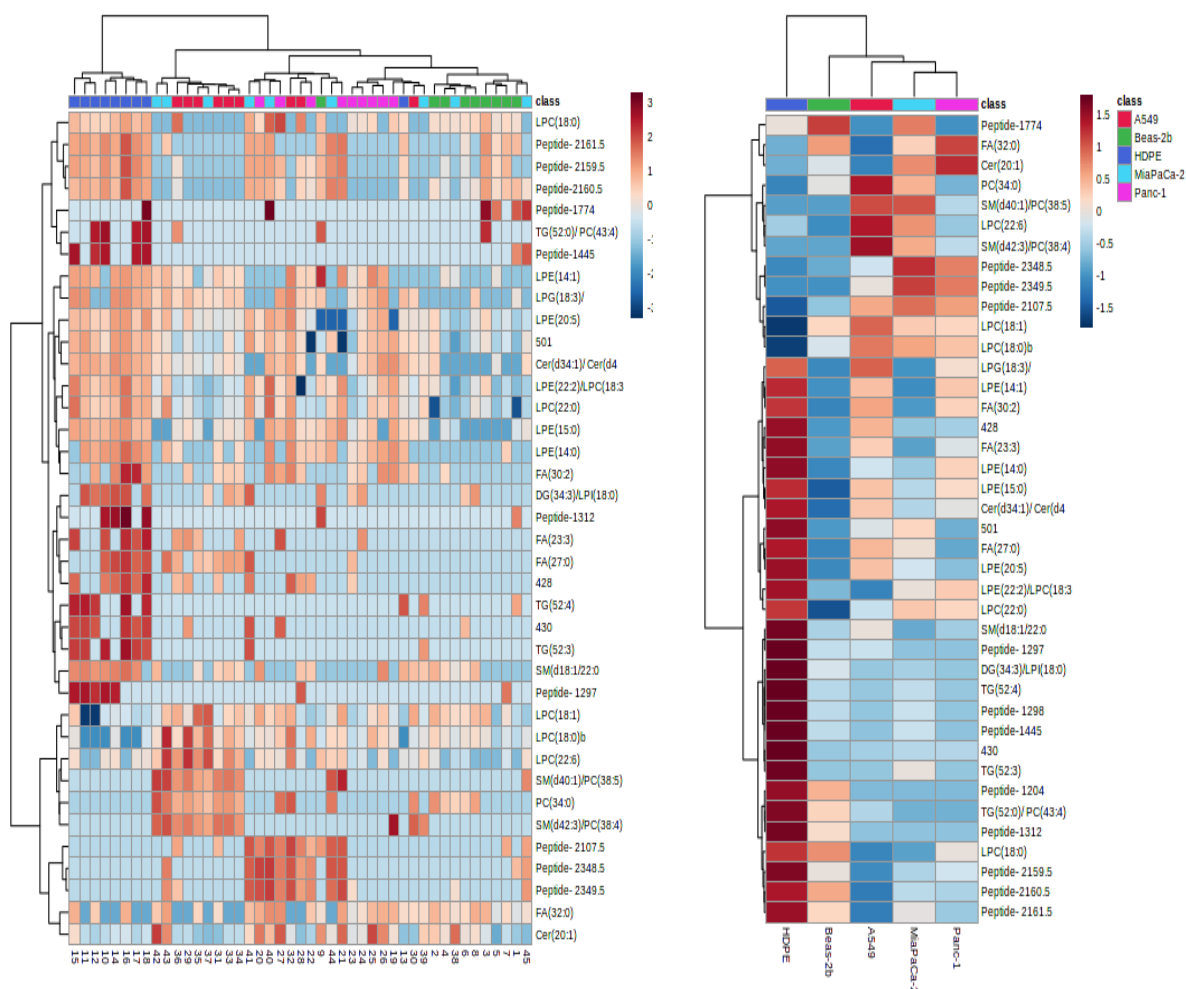 class
LPC(18:0)
Peptide- 2161.5
Peptide- 2159.5
Peptide- 2160.5
Peptide-1774
TG(52:0)/ PC(43:4)
Peptide-1445
LPE(14:1)
LPG(18:3)/
LPE(20:5)
501
Cer(d34:1)/ Cer(d4
LPE(22:2)/LPC(18:3
LPC(22:0)
LPE(15:0)
LPE(14:0)
FA(30:2)
DG(34:3)/LPI(18:0)
Peptide-1312
FA(23:3)
FA(27:0)
428
TG(52:4)
430
TG(52:3)
SM(d18:1/22:0
Peptide- 1297
LPC(18:1)
LPC(18:0)b
LPC(22:6)
SM(d40:1)/PC(38:5)
PC(34:0)
SM(d42:3)/PC(38:4)
Peptide- 2107.5
Peptide- 2348.5
Peptide- 2349.5
FA(32:0)
Cer(20:1)
15 11 12 10 14 16 17 18 42 43 36 29 35 37 31 33 34 41 20 40 27 32 28 22 9 44 21 23 24 25 26 19 13 30 39 2 4 38 6 8 3 5 7 1 45
3
2
1
0
class
Peptide-1774
FA(32:0)
Cer(20:1)
PC(34:0)
SM(d40:1)/PC(38:5)
LPC(22:6)
SM(d42:3)/PC(38:4)
Peptide- 2348.5
Peptide- 2349.5
Peptide- 2107.5
LPC(18:1)
LPC(18:0)b
LPG(18:3)/
LPE(14:1)
FA(30:2)
428
FA(23:3)
LPE(14:0)
LPE(15:0)
Cer(d34:1)/ Cer(d4
501
FA(27:0)
LPE(20:5)
LPE(22:2)/LPC(18:3
LPC(22:0)
SM(d18:1/22:0
Peptide- 1297
DG(34:3)/LPI(18:0)
TG(52:4)
Peptide- 1298
Peptide-1445
430
TG(52:3)
Peptide- 1204
TG(52:0)/ PC(43:4)
Peptide-1312
LPC(18:0)
Peptide- 2159.5
Peptide-2160.5
Peptide- 2161.5
HDPE
Beas-2b
A549
MiaPaCa-2
Panc-1
1.5
1
0.5
0
-0.5
-1
-1.5
class
A549
Beas-2b
HDPE
MiaPaCa-2
Panc-1